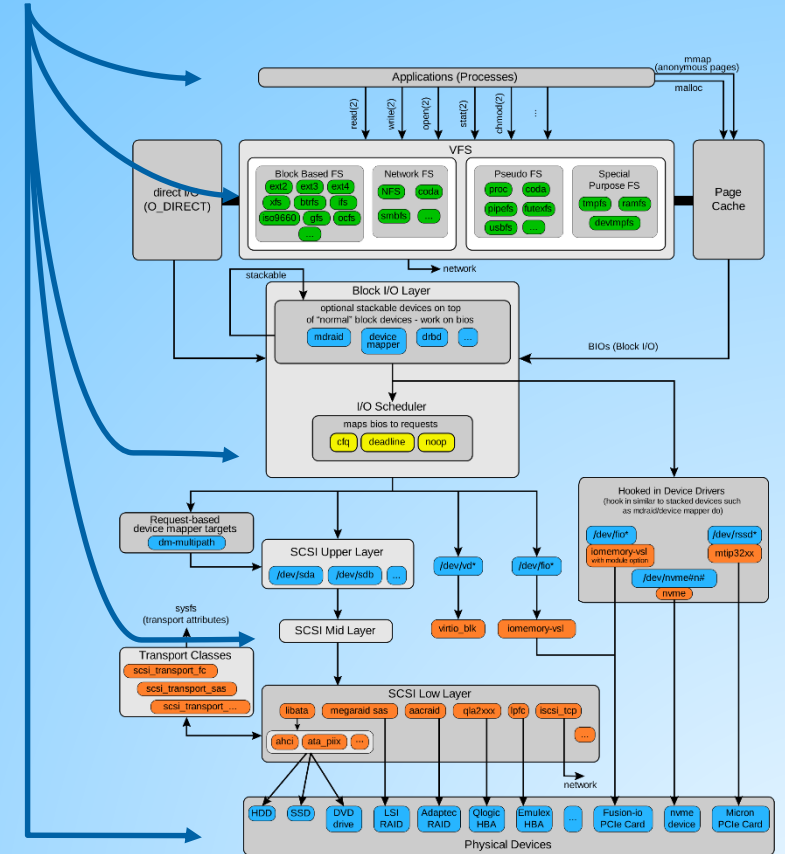 mmap
(anonymous pages)
Applications (Processes)
malloc
read(2)
write(2)
open(2)
stat(2)
chmod(2)
...
VFS
direct I/O
(O_DIRECT)
Block Based FS
ext2 ext3 ext4
xfs btrfs ifs
iso9660 gfs ocfs
...
Network FS
NFS coda
smbfs ...
Pseudo FS
proc coda
pipefs futexfs
usbfs ...
Special
Purpose FS
tmpfs ramfs
devtmpfs
Page
Cache
network
stackable
Block I/O Layer
optional stackable devices on top
of "normal" block devices - work on bios
mdraid
device
mapper
drbd
...
BIOs (Block I/O)
I/O Scheduler
maps bios to requests
cfq deadline noop
Hooked in Device Drivers
(hook in similar to stacked devices such
as mdraid/device mapper do)
/dev/fio*
iomemory-vsl
with module option
/dev/rssd*
mtip32xx
/dev/nvme#n#
nvme
Request-based
device mapper targets
dm-multipath
SCSI Upper Layer
/dev/sda /dev/sdb ...
/dev/vd*
/dev/fio*
sysfs
(transport attributes)
SCSI Mid Layer
virtio_blk
iomemory-vsl
Transport Classes
scsi_transport_fc
scsi_transport_sas
scsi_transport_...
SCSI Low Layer
libata megaraid sas aacraid qla2xxx lpfc iscsi_tcp
...
ahci ata_piix ...
network
HDD
SSD
DVD
drive
LSI
RAID
Adaptec
RAID
Qlogic
HBA
Emulex
HBA
...
Fusion-io
PCIe Card
nvme
device
Micron
PCIe Card
Physical Devices